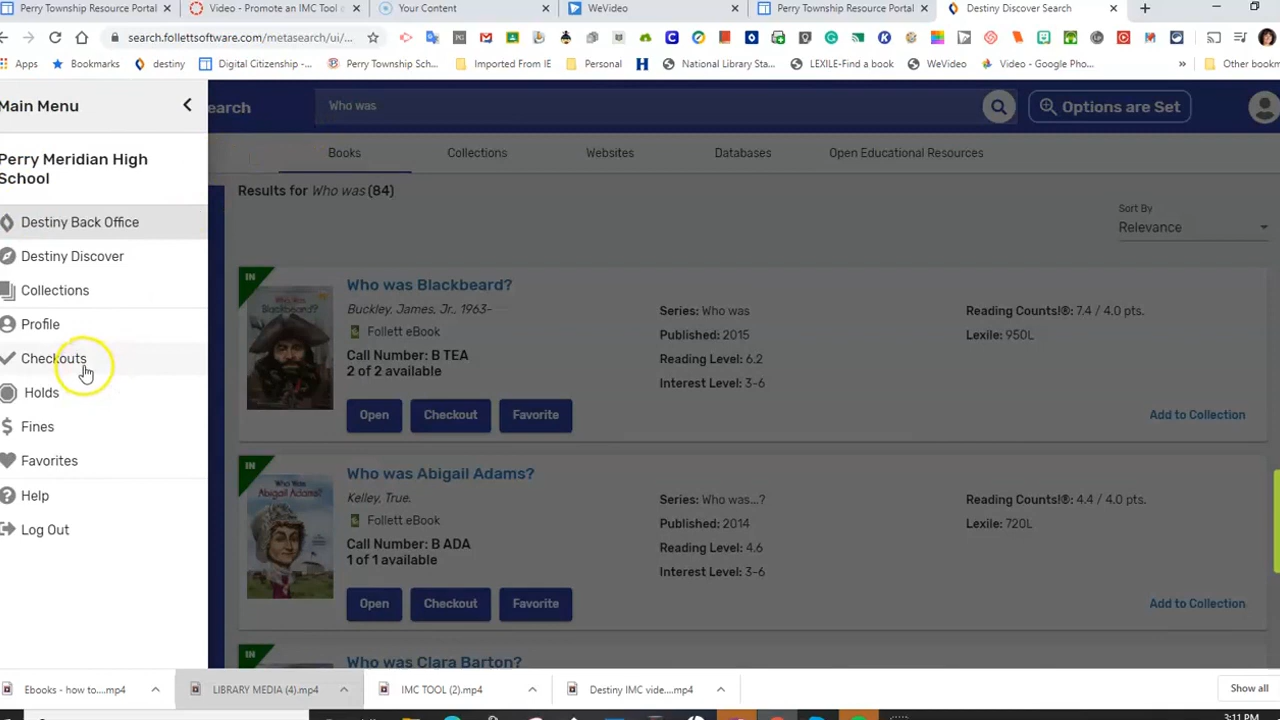 Perry Township Resource Portal
Video - Promote an IMC Tool o
Your Content
WeVideo
Perry Township Resource Portal
Destiny Discover Search
search.follettsoftware.com/metasearch/ui/...
Apps
Bookmarks
destiny
Digital Citizenship -...
Perry Township Sch...
Imported From IE
Personal
National Library Sta...
LEXILE-Find a book
WeVideo
Video - Google Pho...
»
Other bookm
Main Menu
earch
Who was
Options are Set
Perry Meridian High
School
Books
Collections
Websites
Databases
Open Educational Resources
Destiny Back Office
Destiny Discover
Collections
Profile
Checkouts
Holds
Fines
Favorites
Help
Log Out
Results for Who was (84)
Sort By
Relevance
IN
Who was Blackbeard?
Buckley, James, Jr., 1963-
Follett eBook
Call Number: B TEA
2 of 2 available
Series: Who was
Published: 2015
Reading Level: 6.2
Interest Level: 3-6
Reading Counts!®: 7.4 / 4.0 pts.
Lexile: 950L
Open
Checkout
Favorite
Add to Collection
IN
Who was Abigail Adams?
Kelley, True.
Follett eBook
Call Number: B ADA
1 of 1 available
Series: Who was...?
Published: 2014
Reading Level: 4.6
Interest Level: 3-6
Reading Counts!®: 4.4 / 4.0 pts.
Lexile: 720L
Open
Checkout
Favorite
Add to Collection
IN
Who was Clara Barton?
Ebooks - how to....mp4
LIBRARY MEDIA (4).mp4
IMC TOOL (2).mp4
Destiny IMC vide....mp4
Show all
3:11 PM